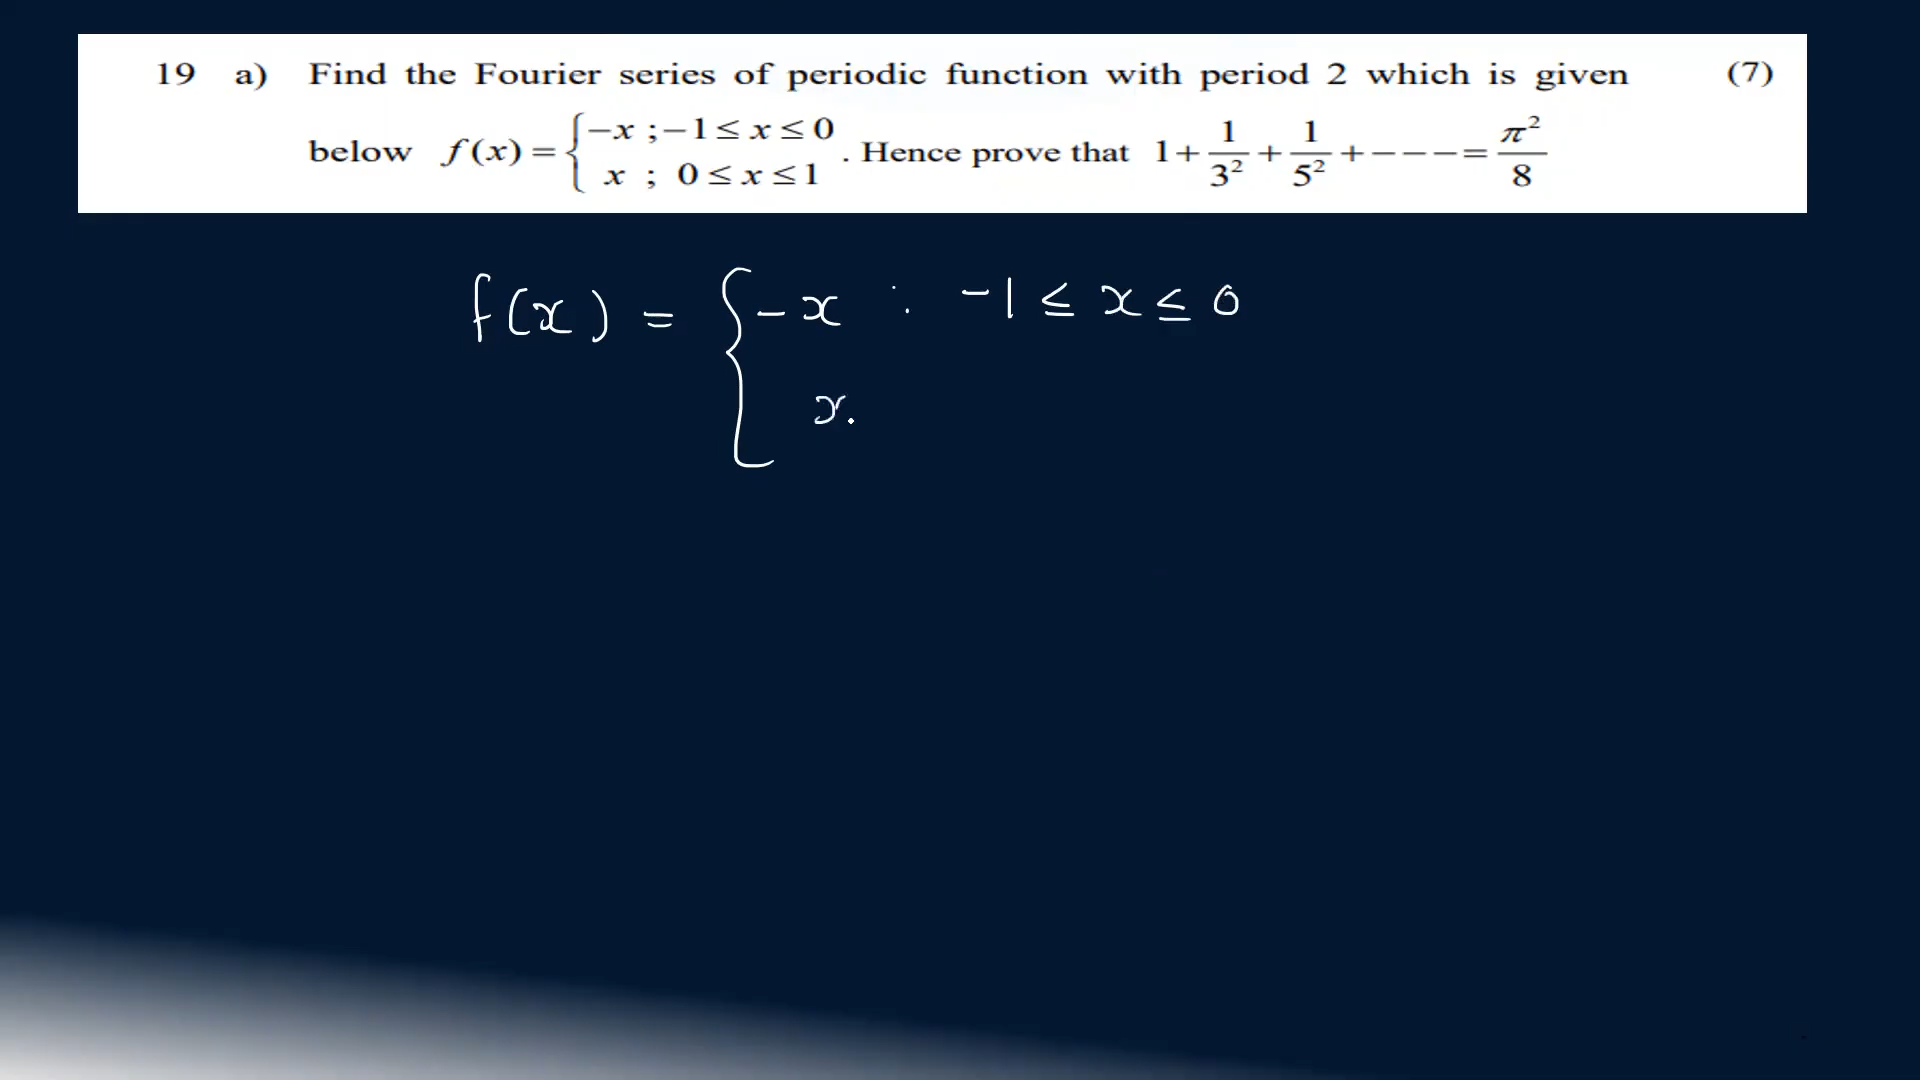 19 a) Find the Fourier series of periodic function with period 2 which is given (7)
below f(x) = { -x ; -1 ≤ x ≤ 0
x ; 0 ≤ x ≤ 1 . Hence prove that 1 + 1/3² + 1/5² + - - - - = π²/8
f(x) = { -x : -1 ≤ x ≤ 0
x.